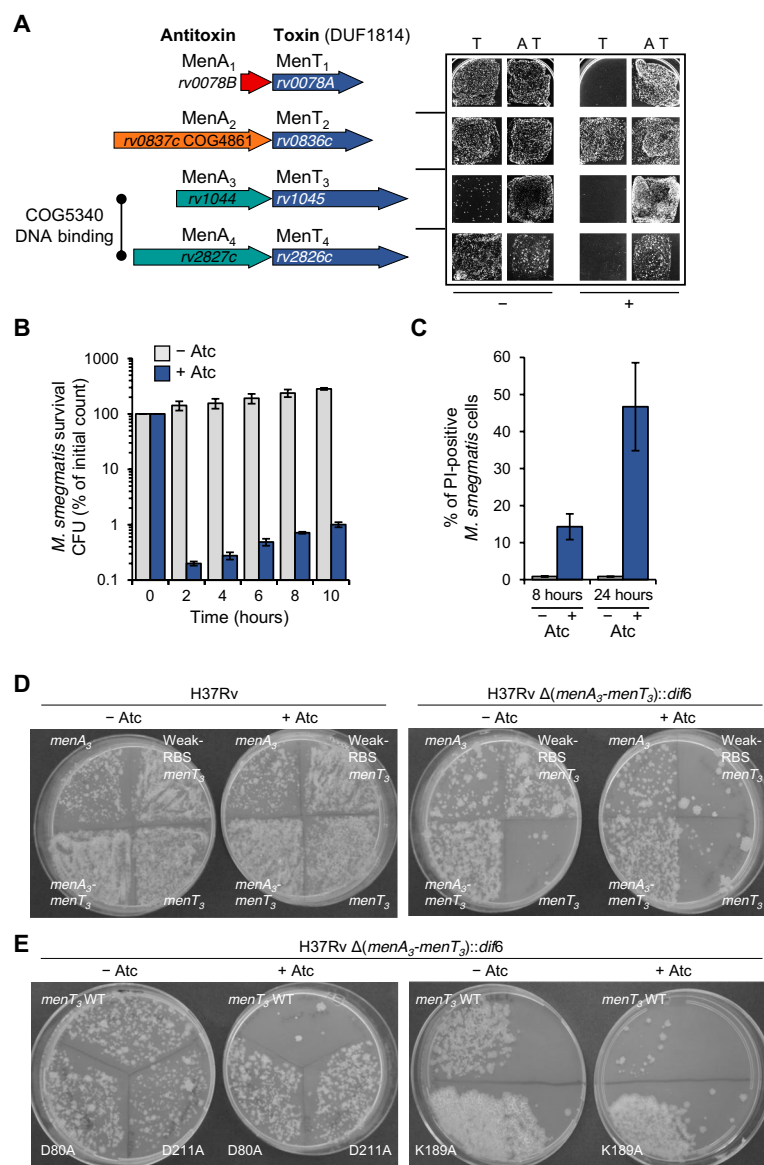 A
Antitoxin Toxin (DUF1814)
T A T T A T
MenA1 MenT1
rv0078B rv0078A
MenA2 MenT2
rv0837c COG4861 rv0836c
MenA3 MenT3
rv1044 rv1045
COG5340
DNA binding
MenA4 MenT4
rv2827c rv2826c
− +
B
− Atc
+ Atc
1000
100
10
1
0.1
M. smegmatis survival
CFU (% of initial count)
0 2 4 6 8 10
Time (hours)
C
60
50
40
30
20
10
0
% of PI-positive
M. smegmatis cells
8 hours 24 hours
− + − +
Atc Atc
D
H37Rv H37Rv Δ(menA3-menT3)::dif6
− Atc + Atc − Atc + Atc
menA3 Weak-RBS menT3 menA3 Weak-RBS menT3 menA3 Weak-RBS menT3 menA3 Weak-RBS menT3
menA3-menT3 menT3 menA3-menT3 menT3 menA3-menT3 menT3 menA3-menT3 menT3
E
H37Rv Δ(menA3-menT3)::dif6
− Atc + Atc − Atc + Atc
menT3 WT menT3 WT menT3 WT menT3 WT
D80A D211A D80A D211A K189A K189A